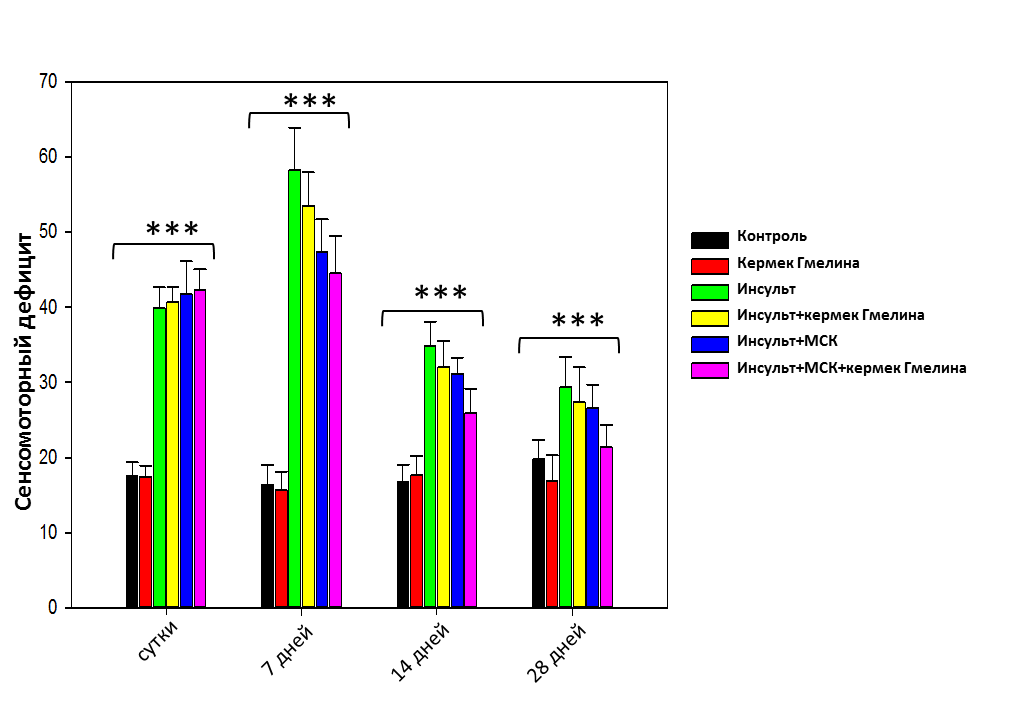 Сенсомоторный дефицит
70
60
50
40
30
20
10
0
***
***
***
***
сутки
7 дней
14 дней
28 дней
Контроль
Кермек Гмелина
Инсульт
Инсульт+кермек Гмелина
Инсульт+МСК
Инсульт+МСК+кермек Гмелина